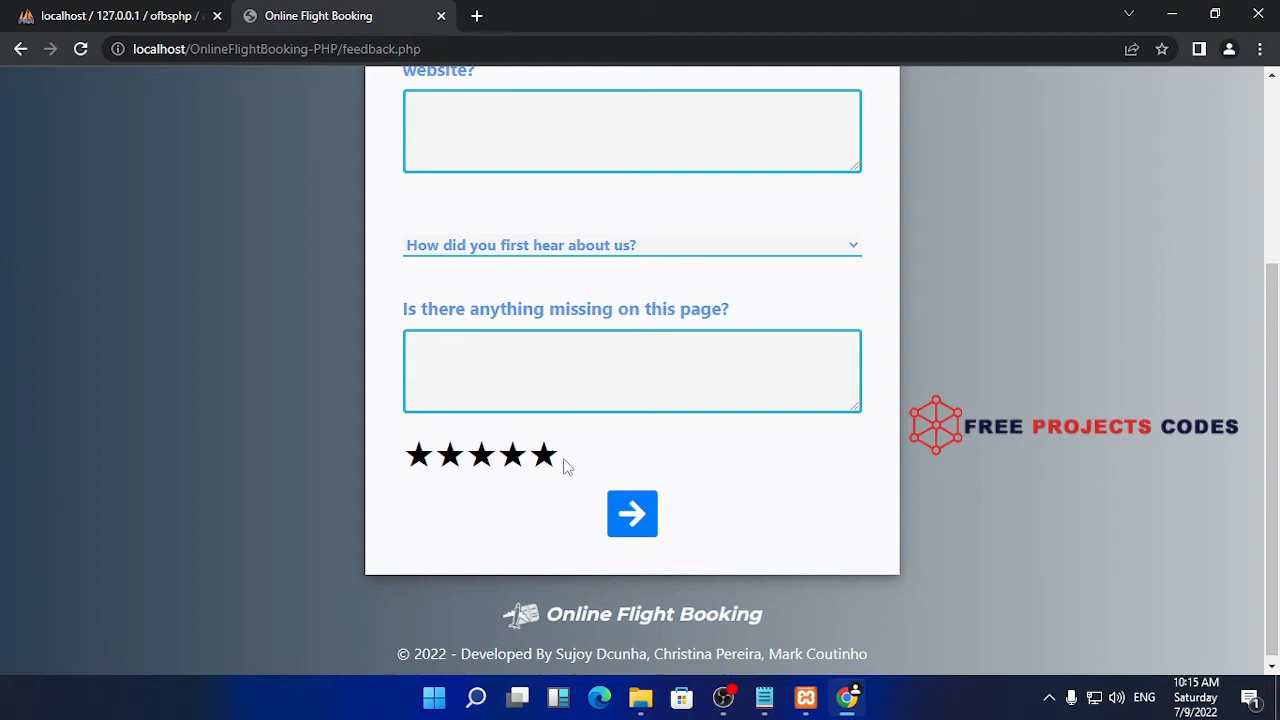 localhost / 127.0.0.1 / ofbsphp /
Online Flight Booking
localhost/OnlineFlightBooking-PHP/feedback.php
website?
How did you first hear about us?
Is there anything missing on this page?
FREE PROJECTS CODES
Online Flight Booking
© 2022 - Developed By Sujoy Dcunha, Christina Pereira, Mark Coutinho
ENG
10:15 AM
Saturday
7/9/2022
1